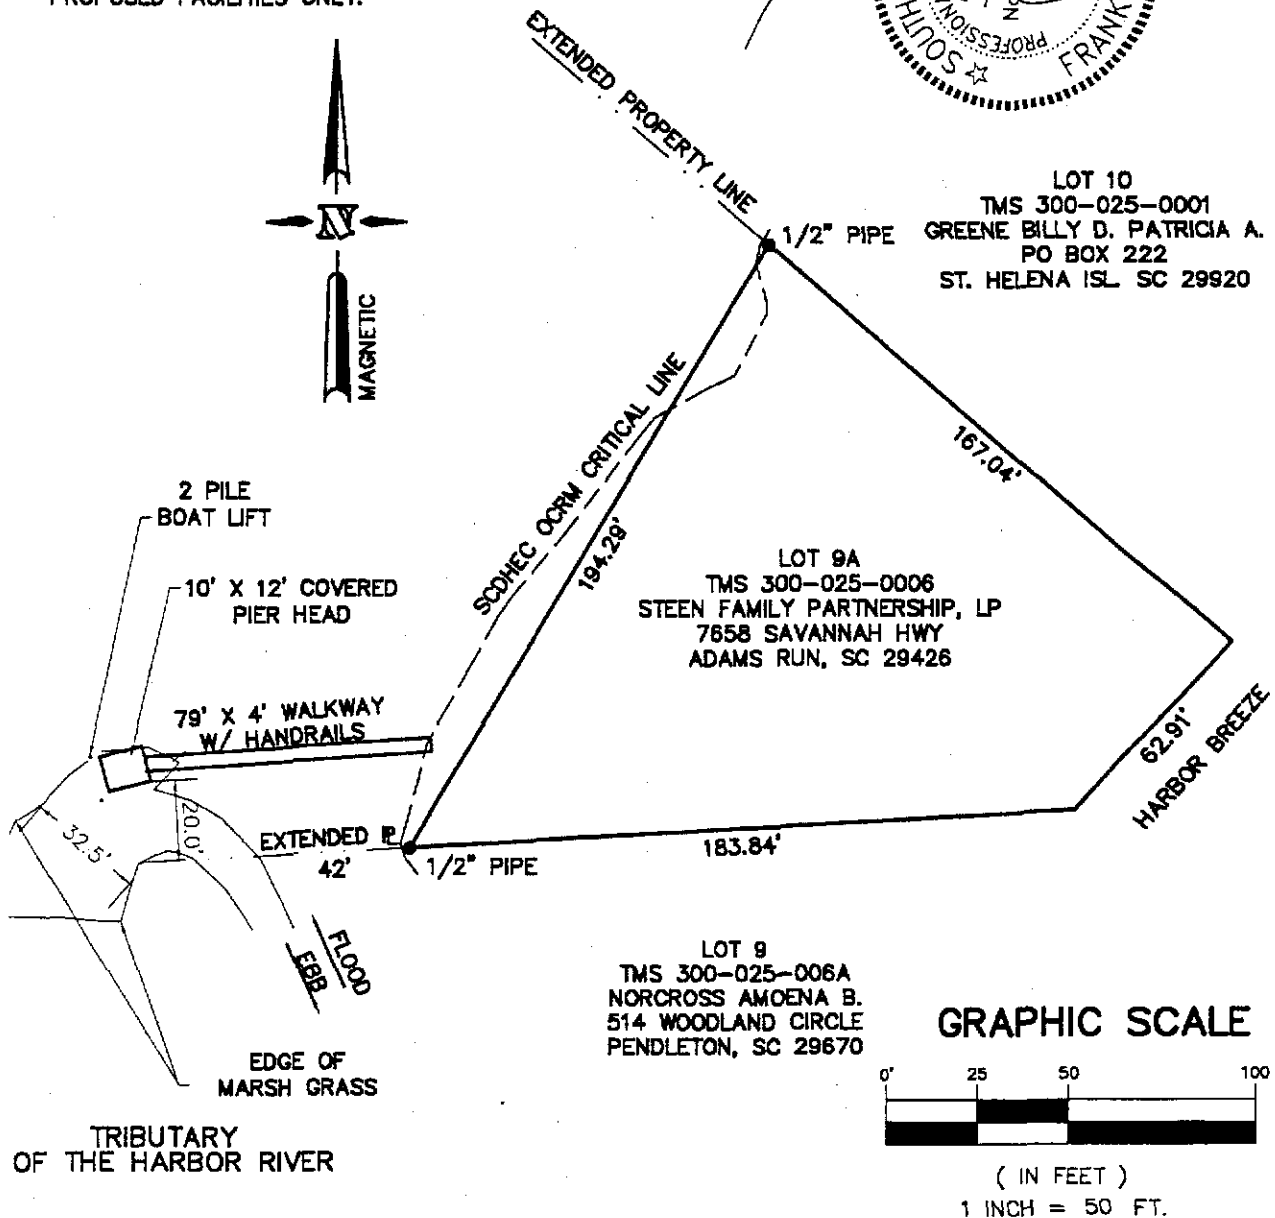 PROPOSED FACILITIES ONLY.
SOUTH
PROFESSIONA
FRANK
EXTENDED PROPERTY LINE
N
MAGNETIC
1/2" PIPE
LOT 10
TMS 300-025-0001
GREENE BILLY D. PATRICIA A.
PO BOX 222
ST. HELENA ISL. SC 29920
SCDHEC OCRM CRITICAL LINE
194.29'
167.04'
2 PILE
BOAT LIFT
10' X 12' COVERED
PIER HEAD
LOT 9A
TMS 300-025-0006
STEEN FAMILY PARTNERSHIP, LP
7658 SAVANNAH HWY
ADAMS RUN, SC 29426
79' X 4' WALKWAY
W/ HANDRAILS
62.91'
HARBOR BREEZE
32.5'
20.0'
EXTENDED PL
42'
1/2" PIPE
183.84'
FLOOD
EBB
LOT 9
TMS 300-025-006A
NORCROSS AMOENA B.
514 WOODLAND CIRCLE
PENDLETON, SC 29670
EDGE OF
MARSH GRASS
TRIBUTARY
OF THE HARBOR RIVER
GRAPHIC SCALE
0' 25 50 100
( IN FEET )
1 INCH = 50 FT.